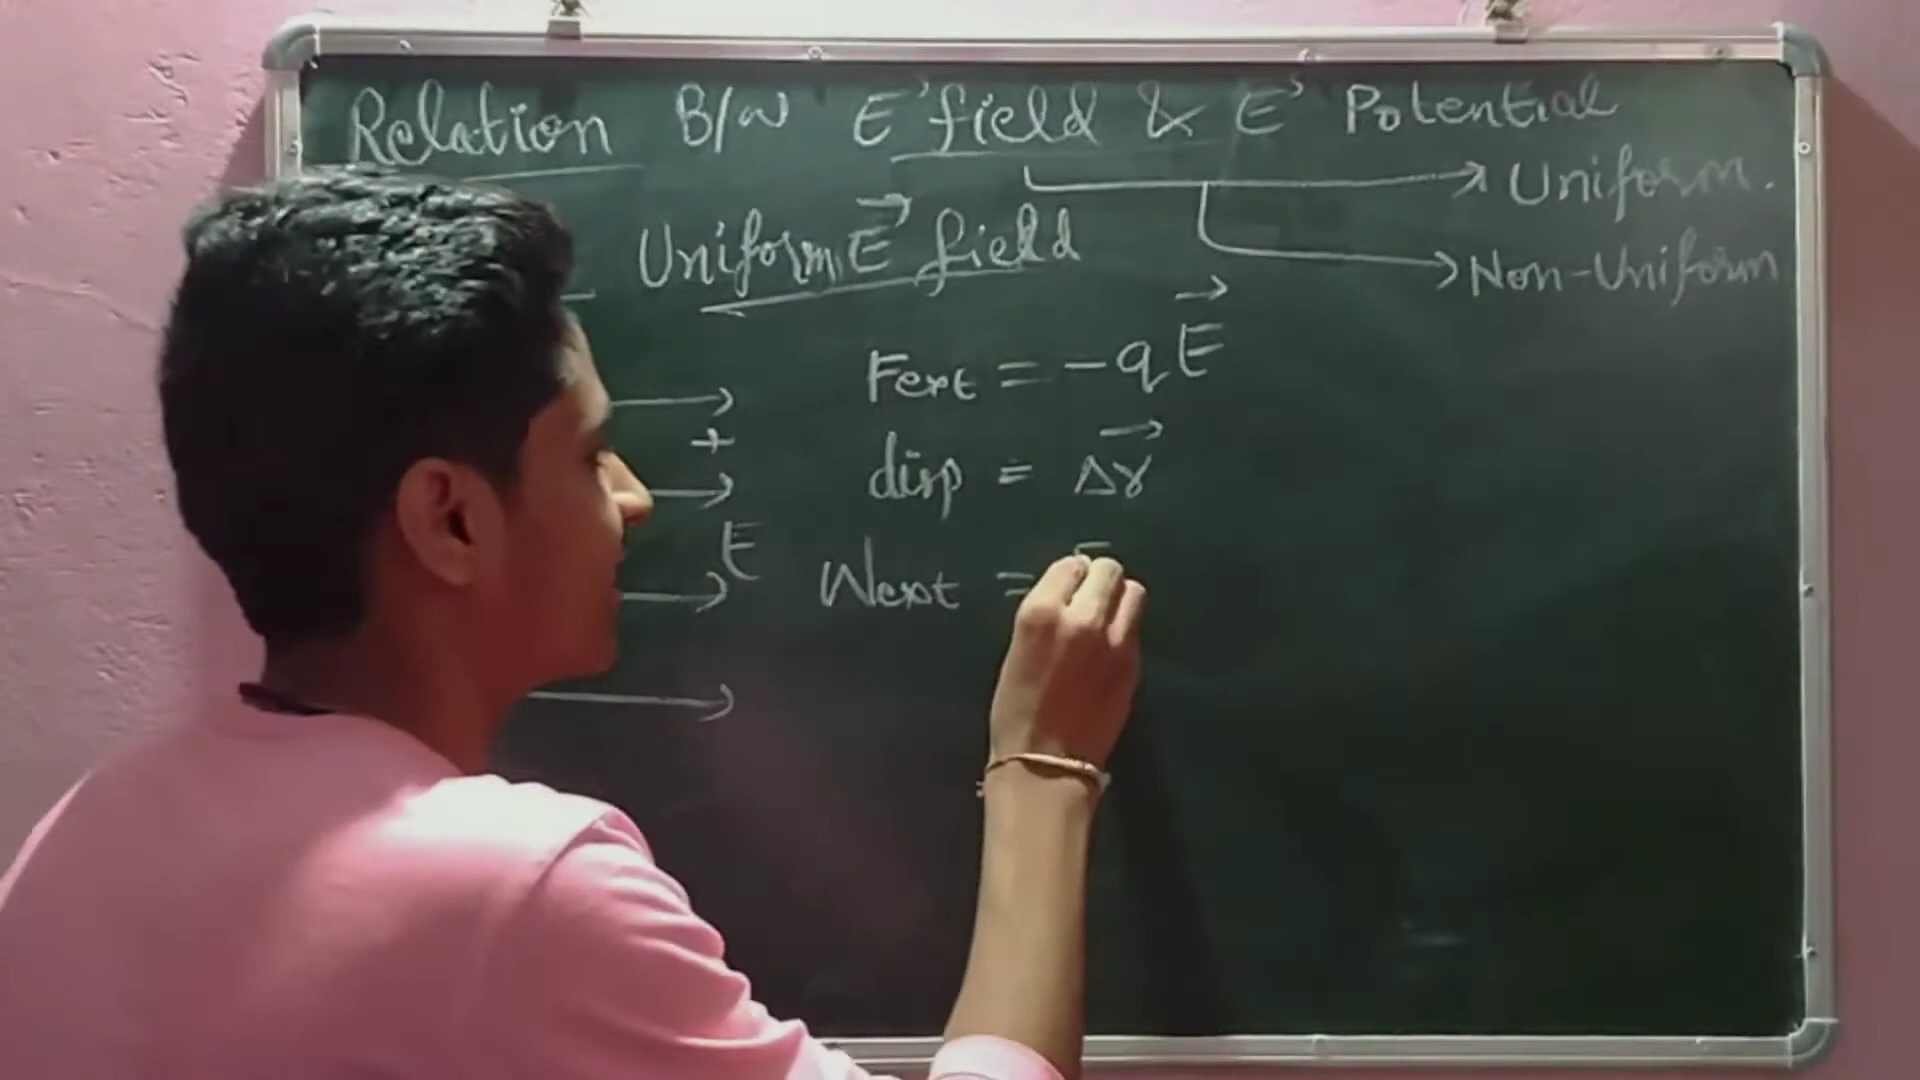 Relation B/w E' field & E' Potential
→ Uniform.
Uniform E⃗ field
→ Non-Uniform
Fext = -qE⃗
+
disp = Δr⃗
E
Wext =